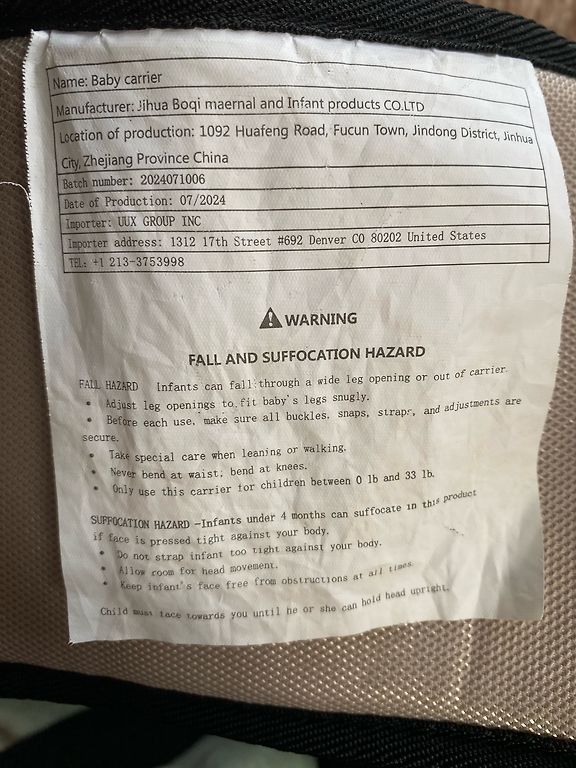 Name: Baby carrier
Manufacturer: Jihua Boqi maernal and Infant products CO.LTD
Location of production: 1092 Huafeng Road, Fucun Town, Jindong District, Jinhua
City, Zhejiang Province China
Batch number: 2024071006
Date of Production: 07/2024
Importer: UUX GROUP INC
Importer address: 1312 17th Street #692 Denver CO 80202 United States
TEL: +1 213-3753998
WARNING
FALL AND SUFFOCATION HAZARD
FALL HAZARD Infants can fall through a wide leg opening or out of carrier.
• Adjust leg openings to fit baby's legs snugly.
• Before each use, make sure all buckles, snaps, straps, and adjustments are
secure.
• Take special care when leaning or walking.
• Never bend at waist; bend at knees.
• Only use this carrier for children between 0 lb and 33 lb.
SUFFOCATION HAZARD -Infants under 4 months can suffocate in this product
if face is pressed tight against your body.
• Do not strap infant too tight against your body.
• Allow room for head movement.
• Keep infant's face free from obstructions at all times.
Child must face towards you until he or she can hold head upright.